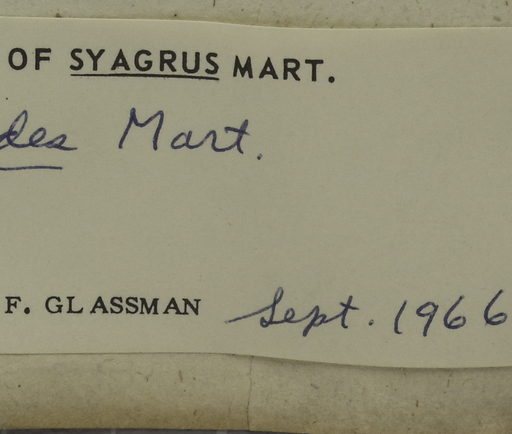 OF SYAGRUS MART.
des Mart.
F. GLASSMAN Sept. 1966